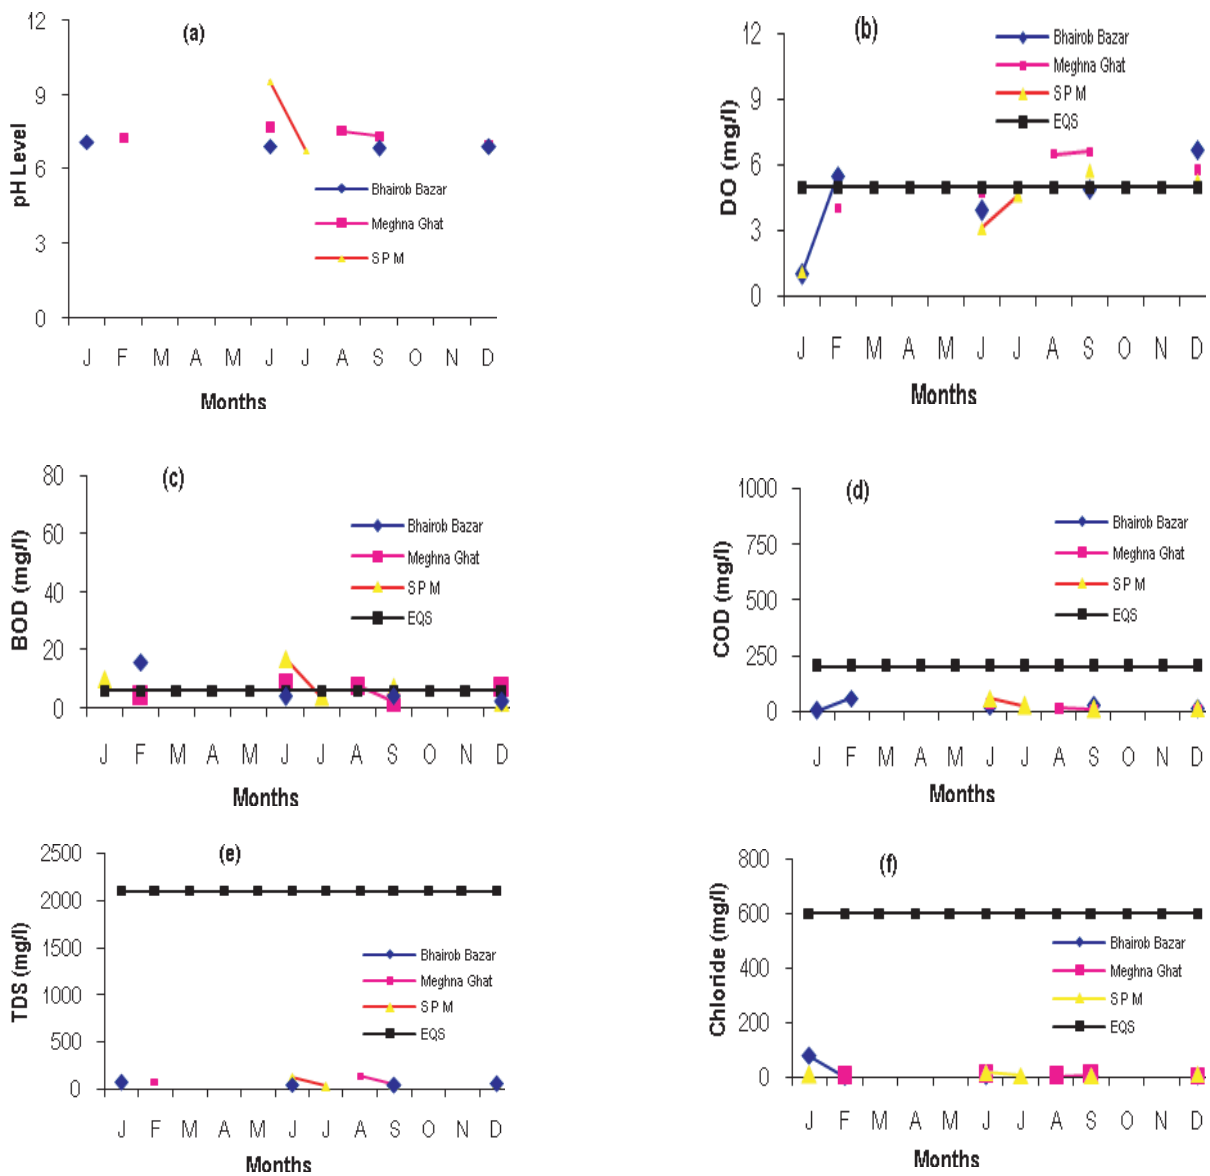 (a)
12
9
6
3
0
pH Level
Bhairob Bazar
Meghna Ghat
S P M
J F M A M J J A S O N D
Months
(b)
12
9
6
3
0
DO (mg/l)
Bhairob Bazar
Meghna Ghat
S P M
EQS
J F M A M J J A S O N D
Months
(c)
80
60
40
20
0
BOD (mg/l)
Bhairob Bazar
Meghna Ghat
S P M
EQS
J F M A M J J A S O N D
Months
(d)
1000
750
500
250
0
COD (mg/l)
Bhairob Bazar
Meghna Ghat
S P M
EQS
J F M A M J J A S O N D
Months
(e)
2500
2000
1500
1000
500
0
TDS (mg/l)
Bhairob Bazar
Meghna Ghat
S P M
EQS
J F M A M J J A S O N D
Months
(f)
800
600
400
200
0
Chloride (mg/l)
Bhairob Bazar
Meghna Ghat
S P M
EQS
J F M A M J J A S O N D
Months